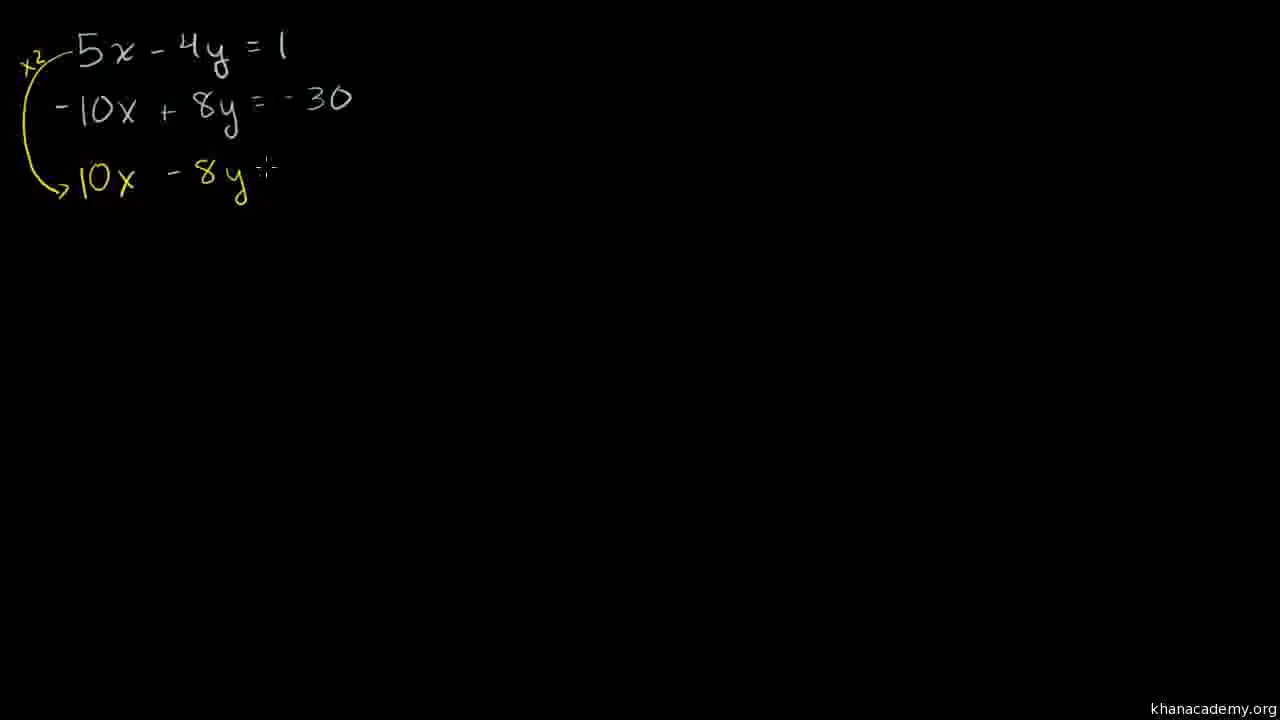 5x - 4y = 1
x2
-10x + 8y = -30
10x - 8y
khanacademy.org